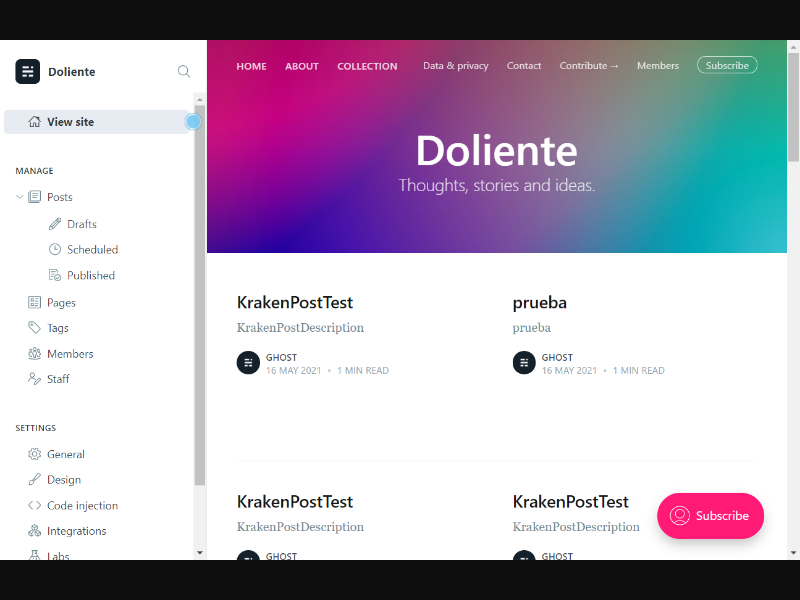 Doliente
View site
MANAGE
Posts
Drafts
Scheduled
Published
Pages
Tags
Members
Staff
SETTINGS
General
Design
Code injection
Integrations
Labs
HOME ABOUT COLLECTION Data & privacy Contact Contribute → Members Subscribe
Doliente
Thoughts, stories and ideas.
KrakenPostTest
KrakenPostDescription
GHOST
16 MAY 2021 • 1 MIN READ
prueba
prueba
GHOST
16 MAY 2021 • 1 MIN READ
KrakenPostTest
KrakenPostDescription
GHOST
KrakenPostTest
KrakenPostDescription
GHOST
Subscribe